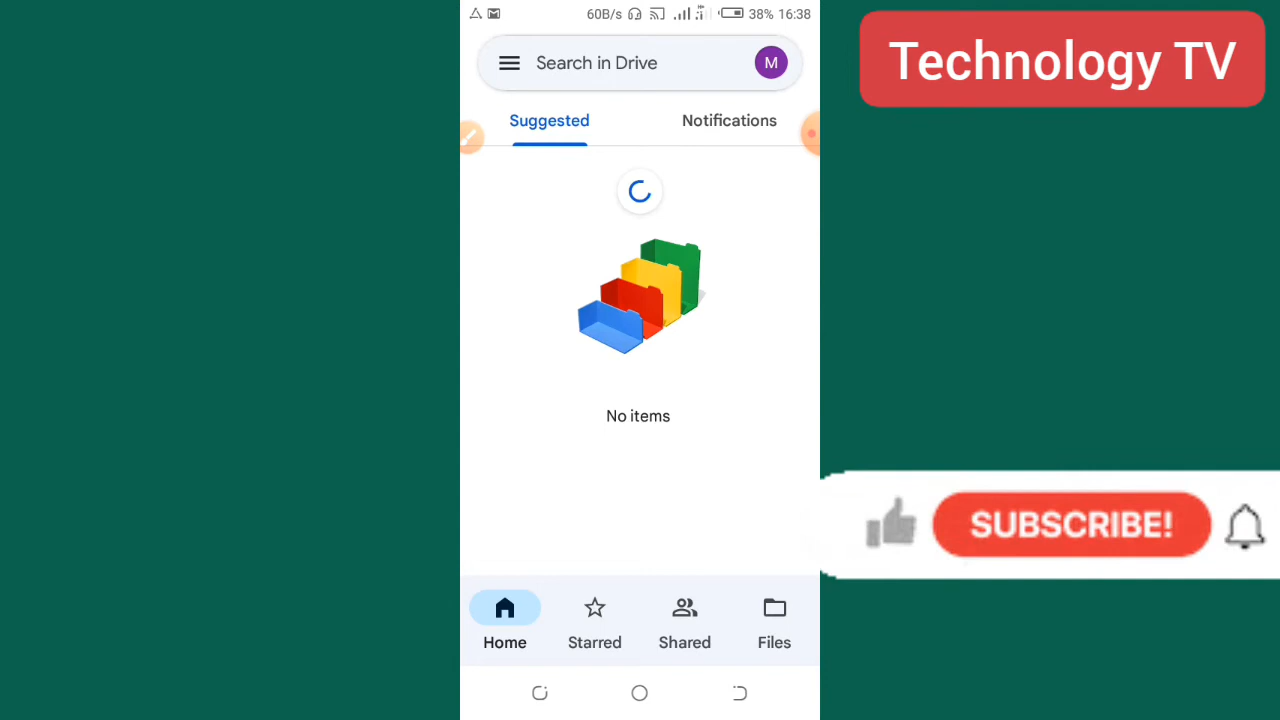 60B/s 38% 16:38
Technology TV
Search in Drive
M
Suggested
Notifications
No items
SUBSCRIBE!
Home
Starred
Shared
Files